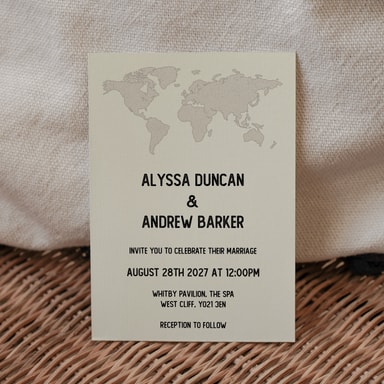 ALYSSA DUNCAN
&
ANDREW BARKER
INVITE YOU TO CELEBRATE THEIR MARRIAGE
AUGUST 28TH 2027 AT 12:00PM
WHITBY PAVILION, THE SPA
WEST CLIFF, YO21 3EN
RECEPTION TO FOLLOW